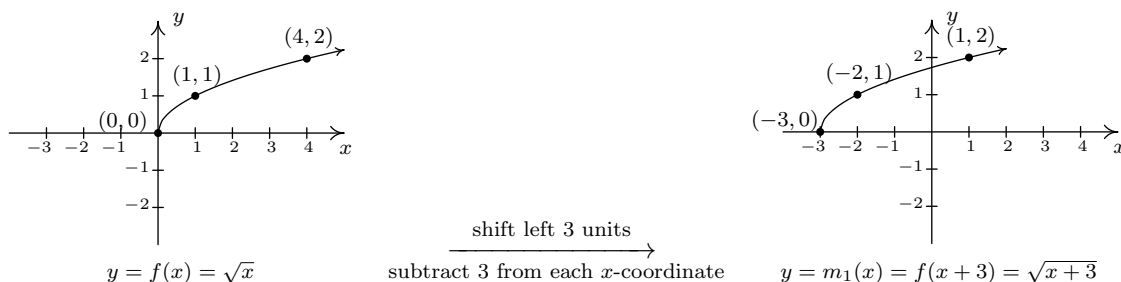 y
(4, 2)
2
(1, 1)
1
(0, 0)
−3 −2 −1 1 2 3 4 x
−1
−2
y = f(x) = √x
shift left 3 units
subtract 3 from each x-coordinate
y
(1, 2)
2
(−2, 1)
1
(−3, 0)
−3 −2 −1 1 2 3 4 x
−1
−2
y = m₁(x) = f(x + 3) = √(x + 3)